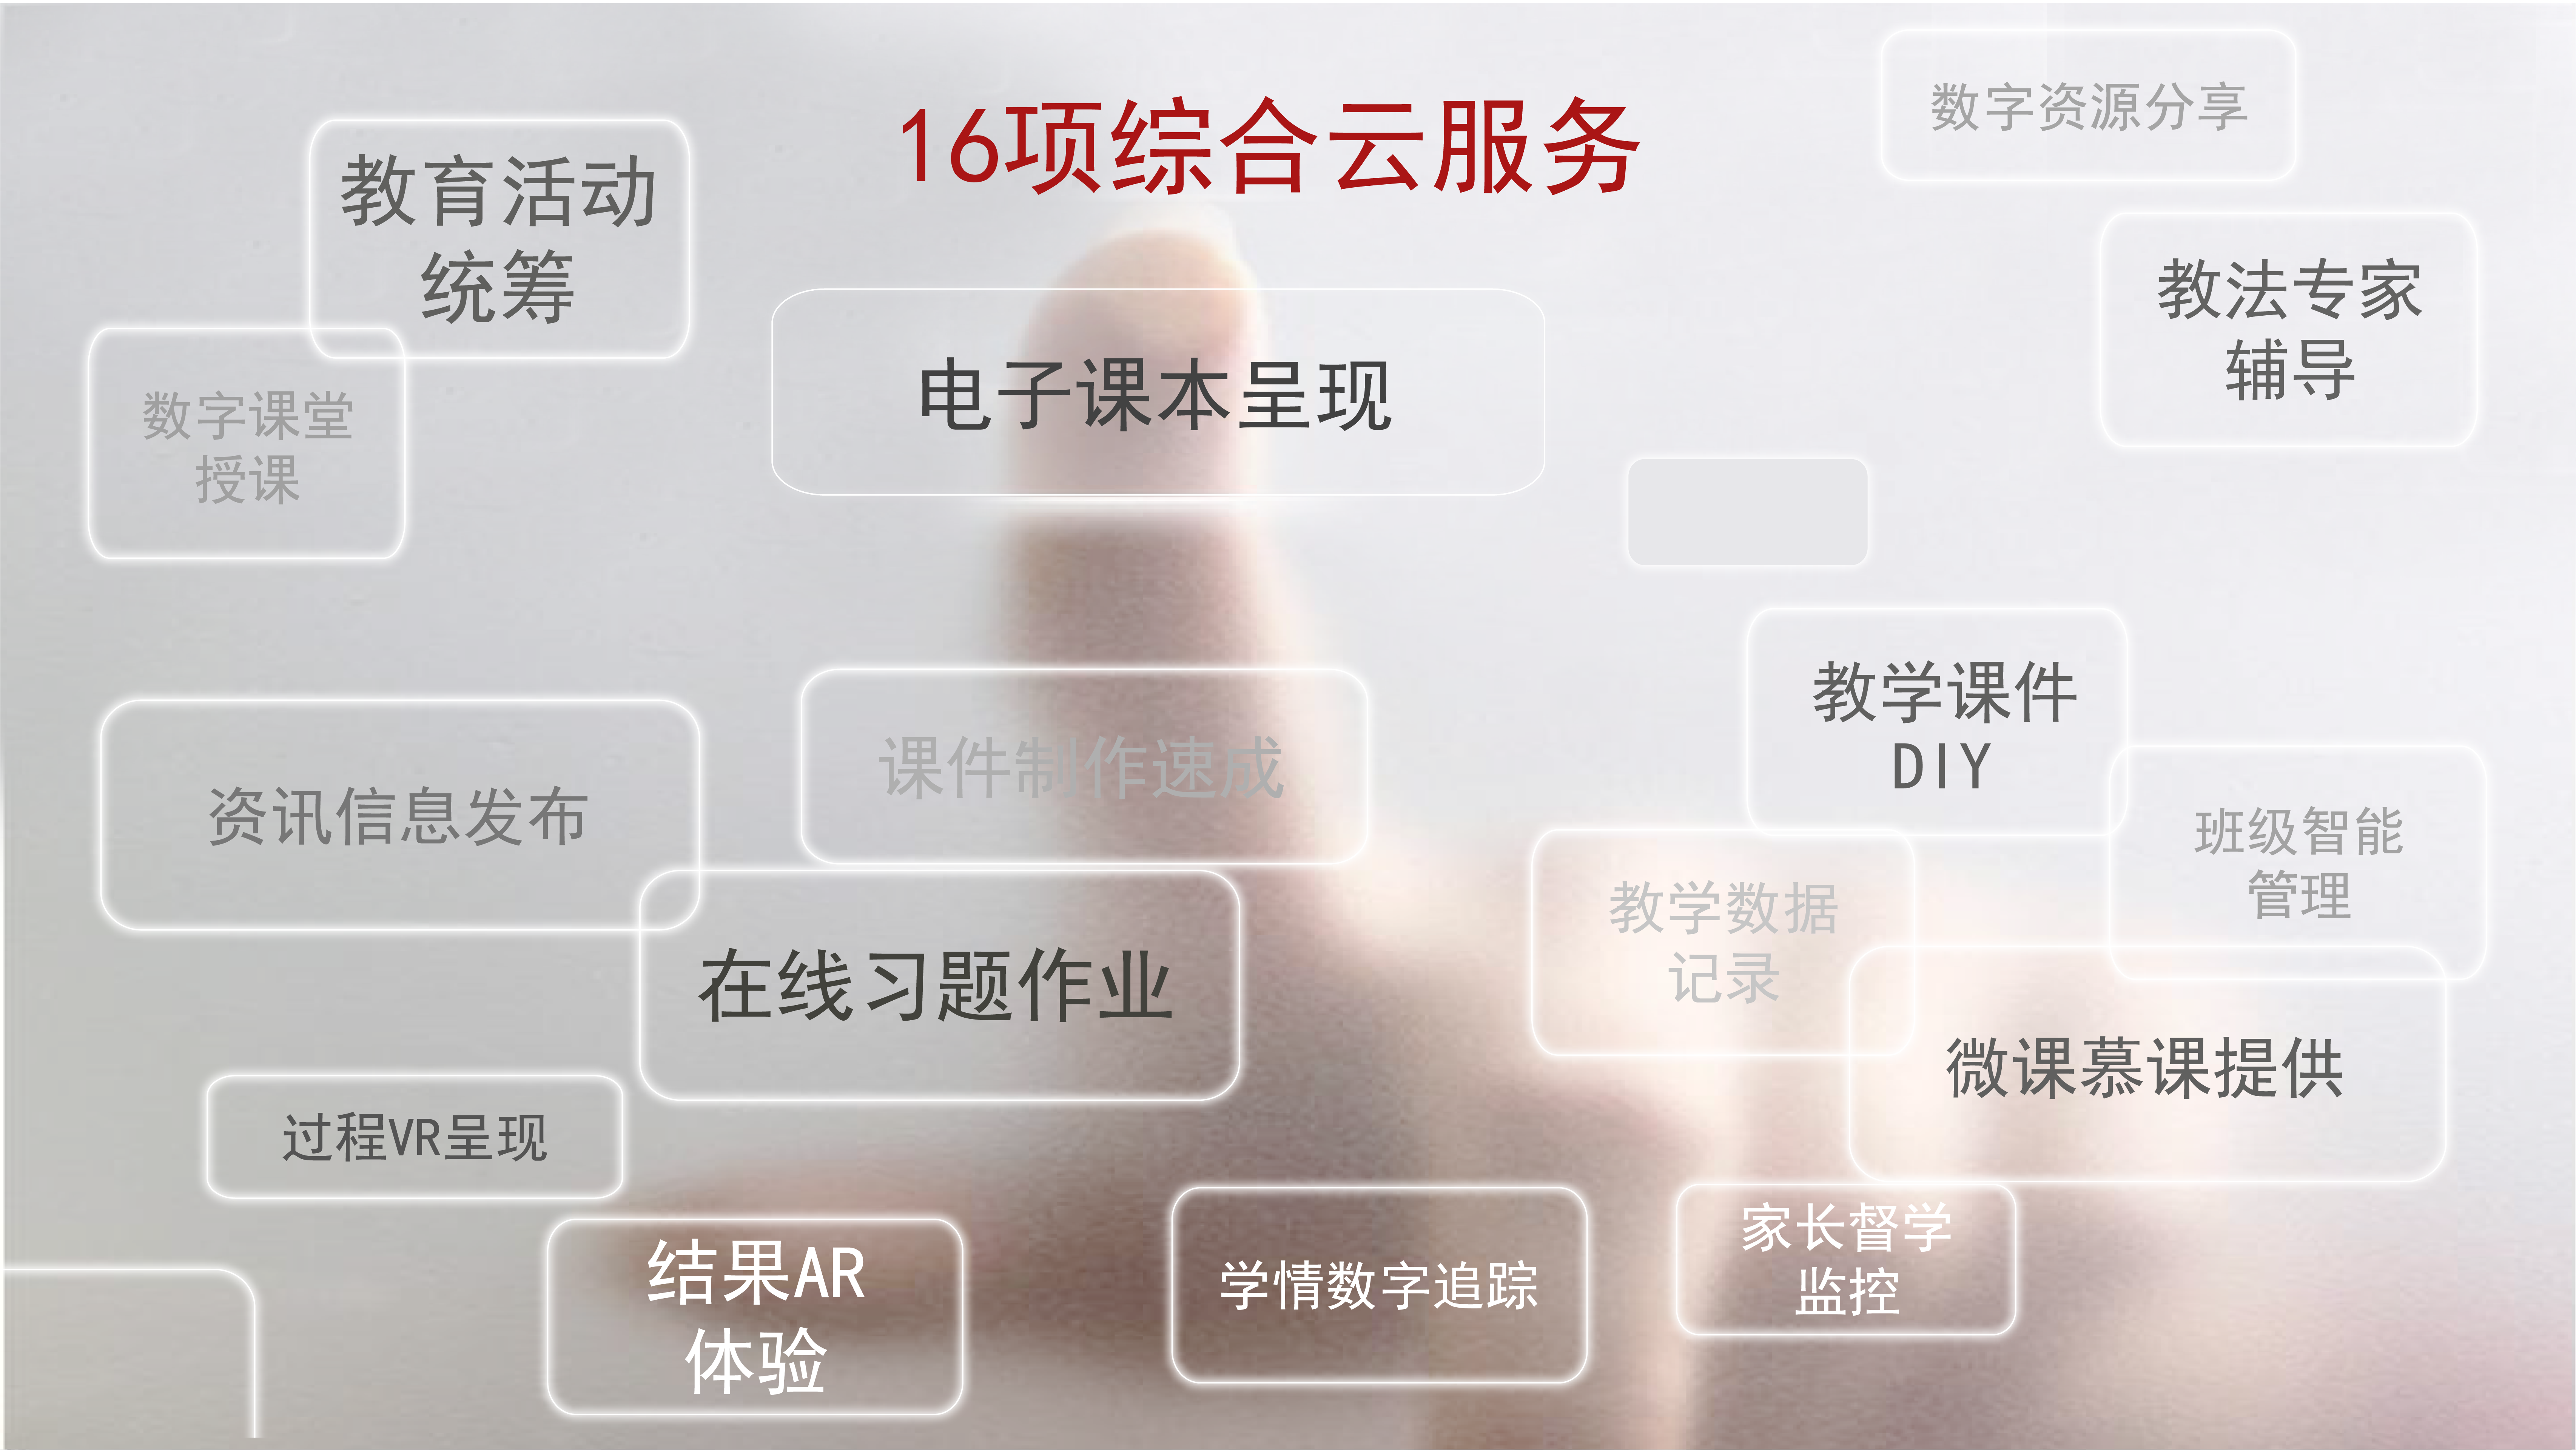 16项综合云服务
数字资源分享
教育活动
统筹
教法专家
辅导
电子课本呈现
数字课堂
授课
教学课件
DIY
课件制作速成
资讯信息发布
班级智能
管理
教学数据
记录
在线习题作业
微课慕课提供
过程VR呈现
家长督学
监控
结果AR
体验
学情数字追踪